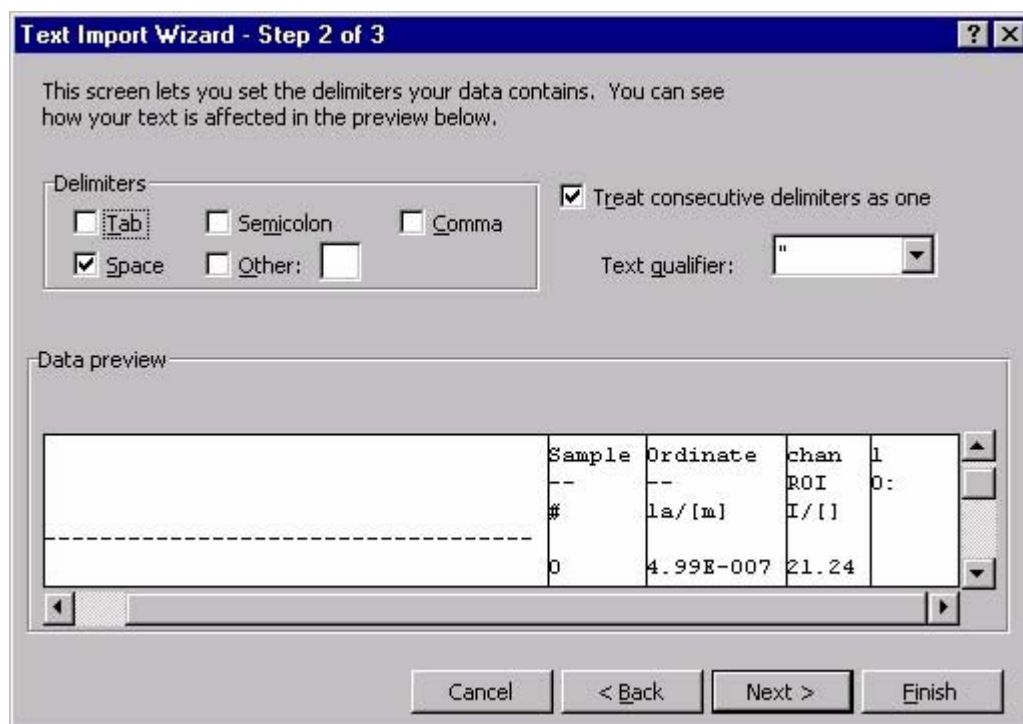 Text Import Wizard - Step 2 of 3
This screen lets you set the delimiters your data contains. You can see
how your text is affected in the preview below.
Delimiters
Tab Semicolon Comma
Space Other:
Treat consecutive delimiters as one
Text qualifier: "
Data preview
Sample Ordinate chan 1
-- -- ROI 0:
# la/[m] I/[]
-----------------------------------
0 4.99E-007 21.24
Cancel < Back Next > Finish